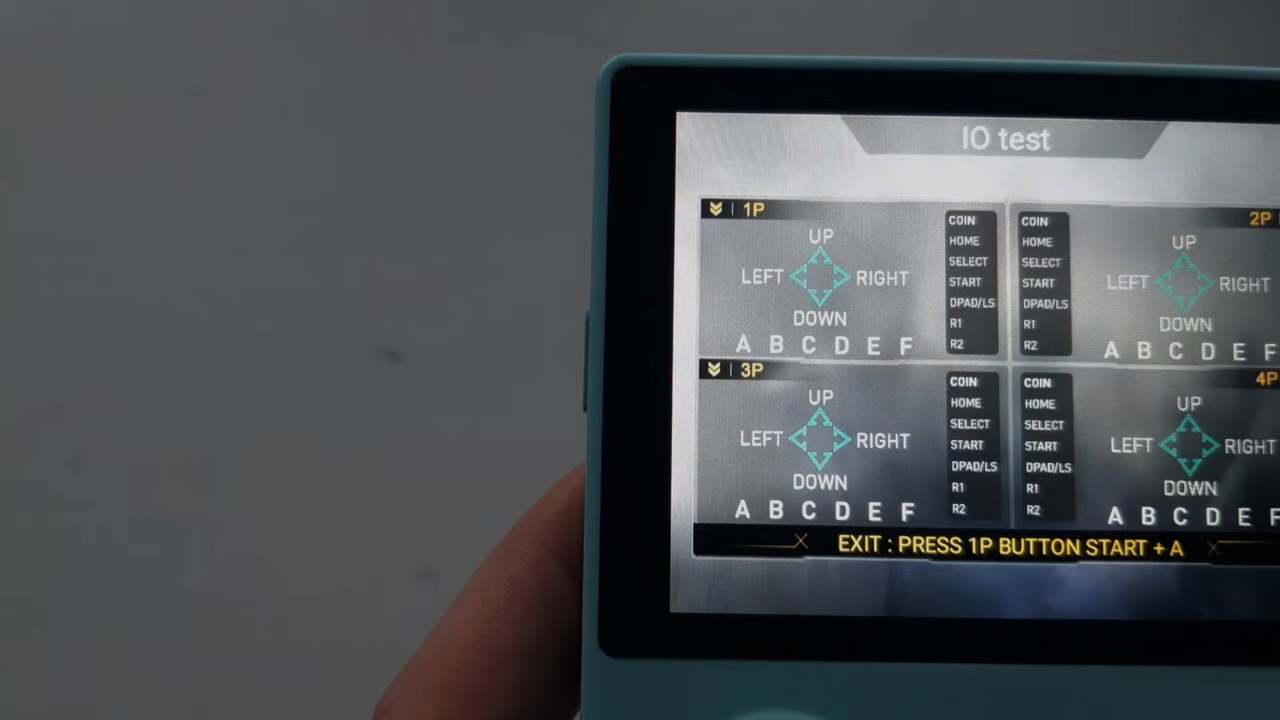 IO test
1P
UP
LEFT RIGHT
DOWN
A B C D E F
COIN
HOME
SELECT
START
DPAD/LS
R1
R2
2P
COIN
HOME
SELECT
START
DPAD/LS
R1
R2
UP
LEFT RIGHT
DOWN
A B C D E F
3P
UP
LEFT RIGHT
DOWN
A B C D E F
COIN
HOME
SELECT
START
DPAD/LS
R1
R2
4P
COIN
HOME
SELECT
START
DPAD/LS
R1
R2
UP
LEFT RIGHT
DOWN
A B C D E F
EXIT : PRESS 1P BUTTON START + A